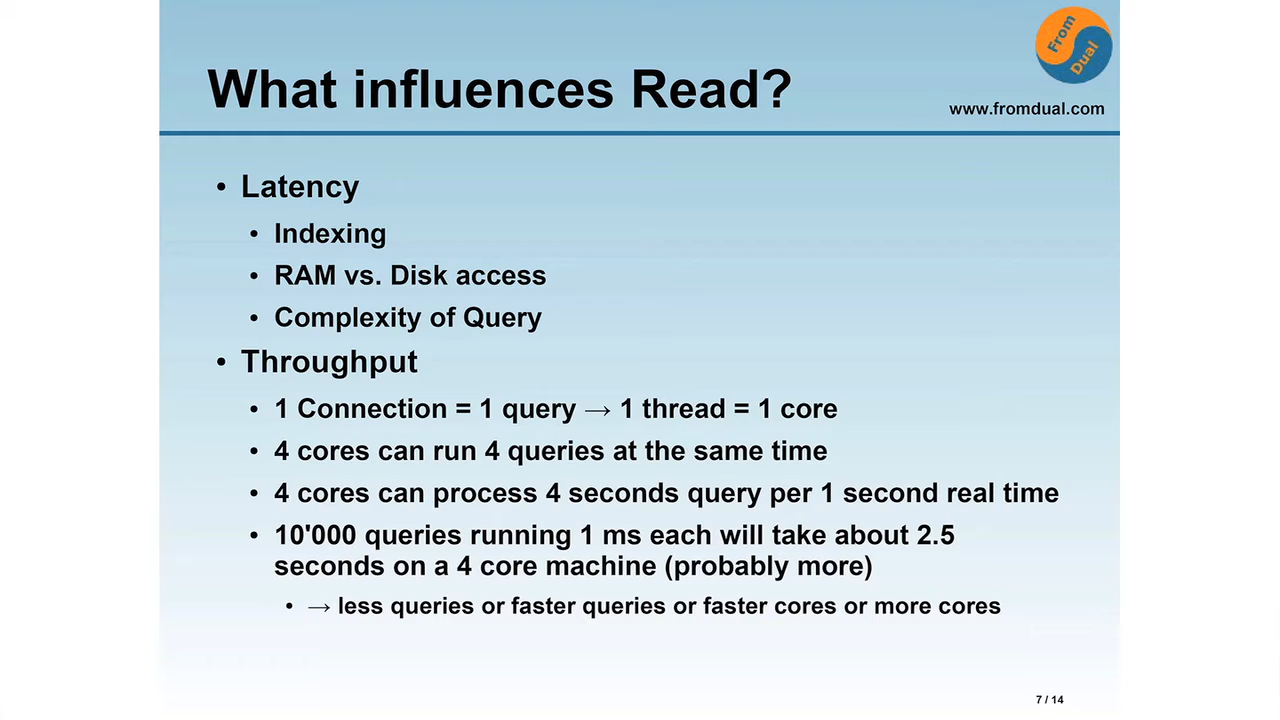 From
Dual
What influences Read?
www.fromdual.com
• Latency
• Indexing
• RAM vs. Disk access
• Complexity of Query
• Throughput
• 1 Connection = 1 query → 1 thread = 1 core
• 4 cores can run 4 queries at the same time
• 4 cores can process 4 seconds query per 1 second real time
• 10'000 queries running 1 ms each will take about 2.5
seconds on a 4 core machine (probably more)
• → less queries or faster queries or faster cores or more cores
7 / 14